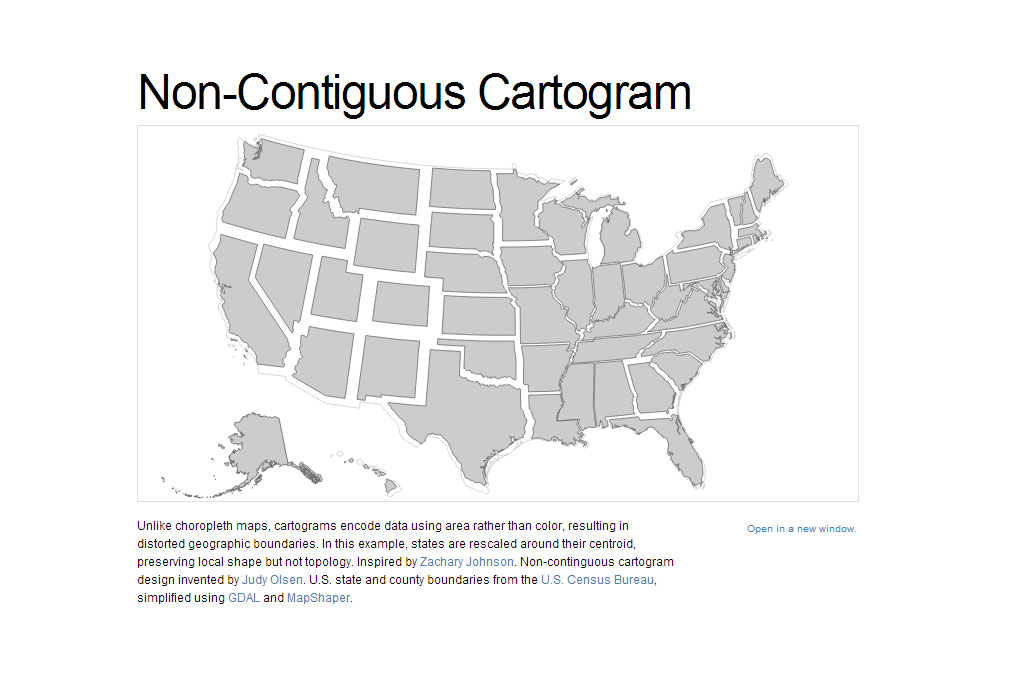 Non-Contiguous Cartogram
Unlike choropleth maps, cartograms encode data using area rather than color, resulting in
distorted geographic boundaries. In this example, states are rescaled around their centroid,
preserving local shape but not topology. Inspired by Zachary Johnson. Non-continguous cartogram
design invented by Judy Olsen. U.S. state and county boundaries from the U.S. Census Bureau,
simplified using GDAL and MapShaper.
Open in a new window.